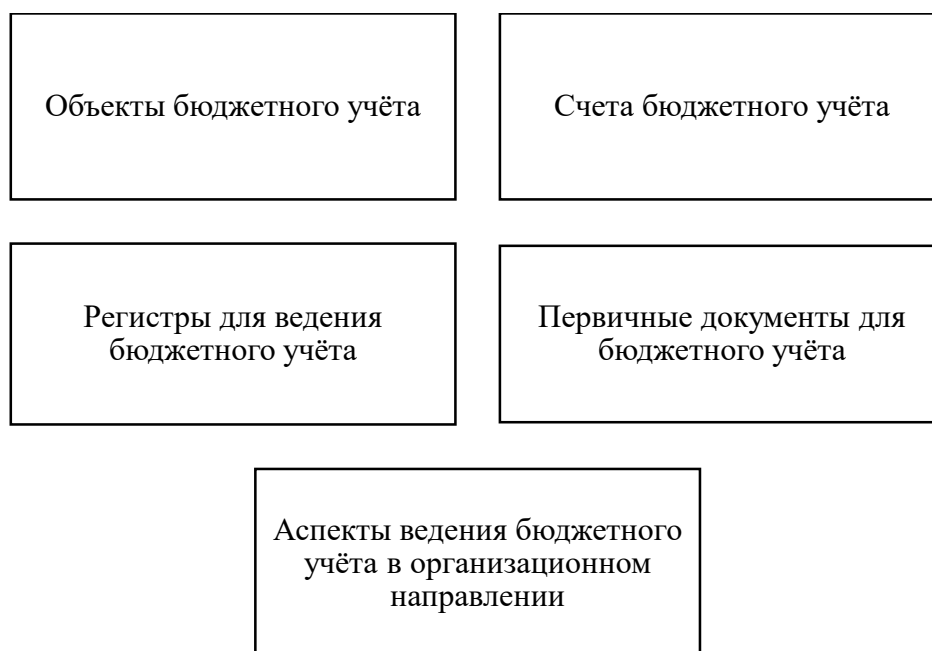 Объекты бюджетного учёта
Счета бюджетного учёта
Регистры для ведения
бюджетного учёта
Первичные документы для
бюджетного учёта
Аспекты ведения бюджетного
учёта в организационном
направлении